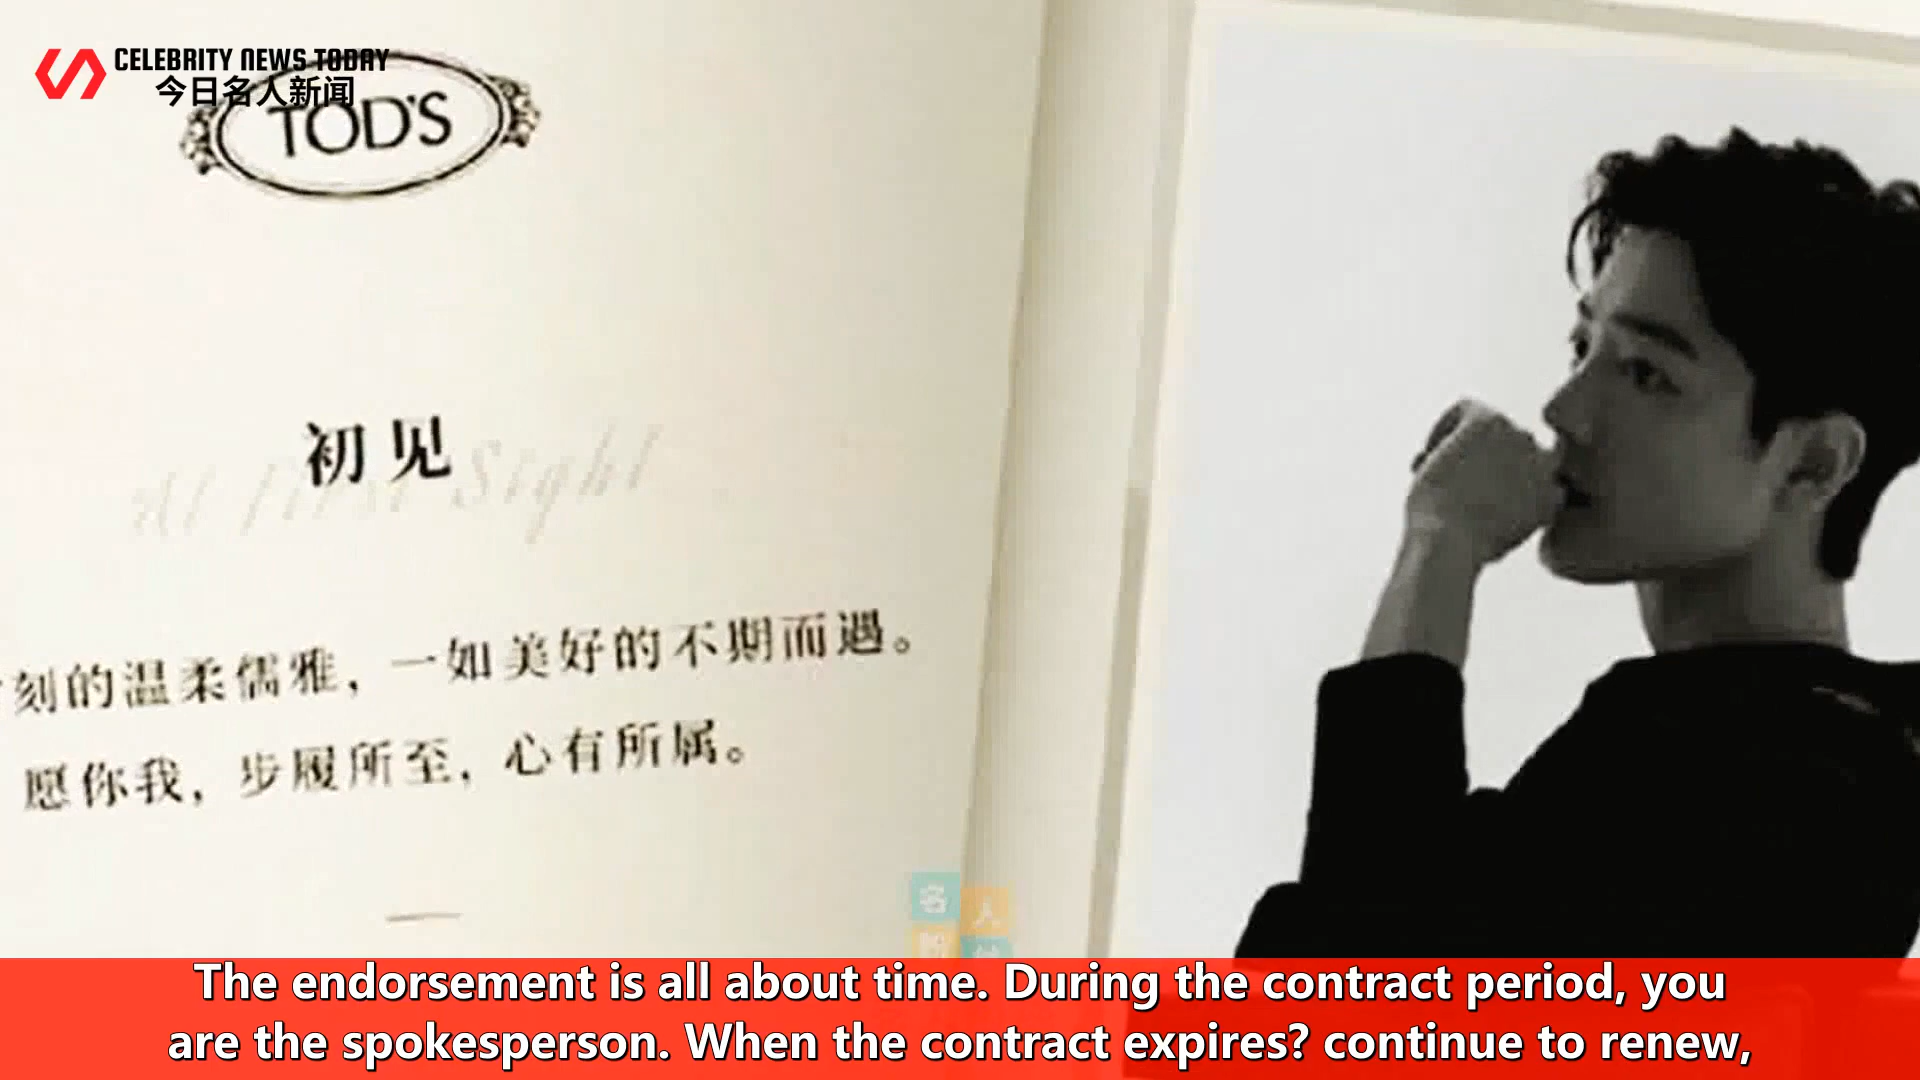 CELEBRITY NEWS TODAY
今日名人新闻
TOD'S
初见
At First Sight
刻的温柔儒雅，一如美好的不期而遇。
愿你我，步履所至，心有所属。
名人
The endorsement is all about time. During the contract period, you
are the spokesperson. When the contract expires? continue to renew,